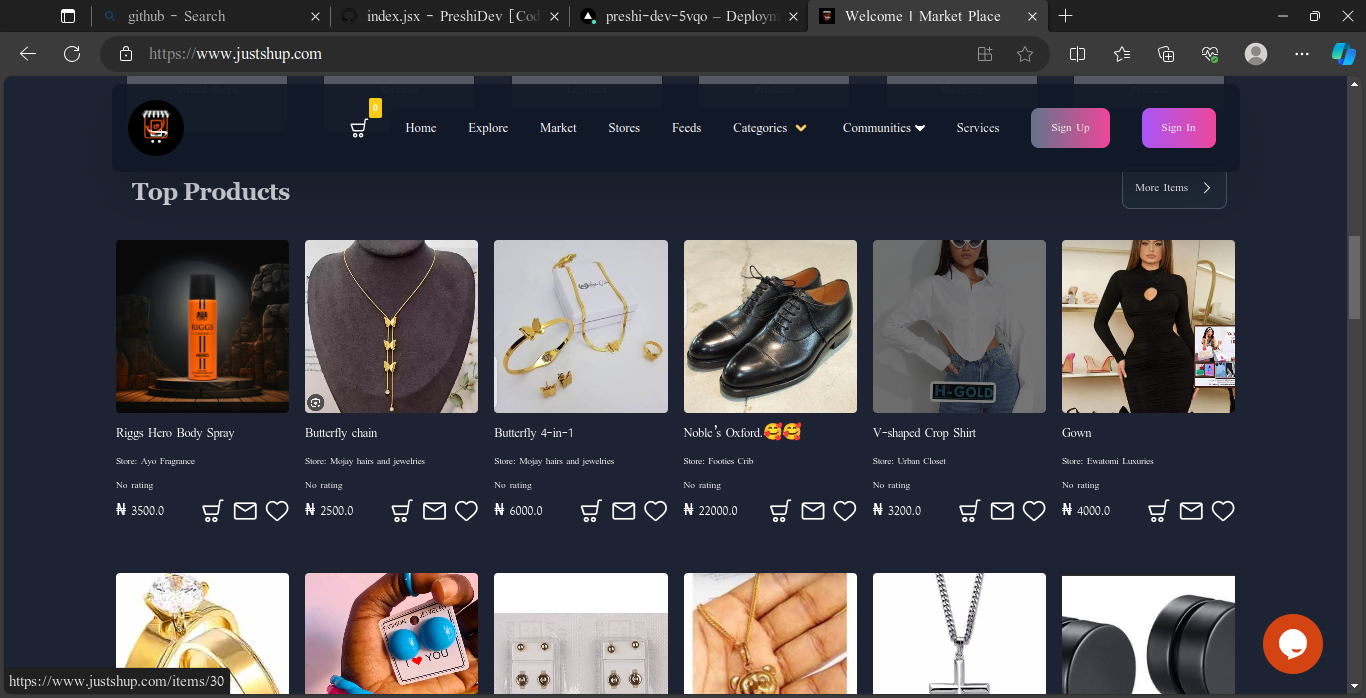 github - Search
index.jsx - PreshiDev [Cod
preshi-dev-5vqo – Deploym
Welcome | Market Place
https://www.justshup.com
0
Home
Explore
Market
Stores
Feeds
Categories
Communities
Services
Sign Up
Sign In
Top Products
More Items
RIGGS
H-GOLD
Riggs Hero Body Spray
Butterfly chain
Butterfly 4-in-1
Noble's Oxford.🥰🥰
V-shaped Crop Shirt
Gown
Store: Ayo Fragrance
Store: Mojay hairs and jewelries
Store: Mojay hairs and jewelries
Store: Footies Crib
Store: Urban Closet
Store: Ewatomi Luxuries
No rating
No rating
No rating
No rating
No rating
No rating
₦ 3500.0
₦ 2500.0
₦ 6000.0
₦ 22000.0
₦ 3200.0
₦ 4000.0
FASHION JEWELRY
I ❤ YOU
https://www.justshup.com/items/30